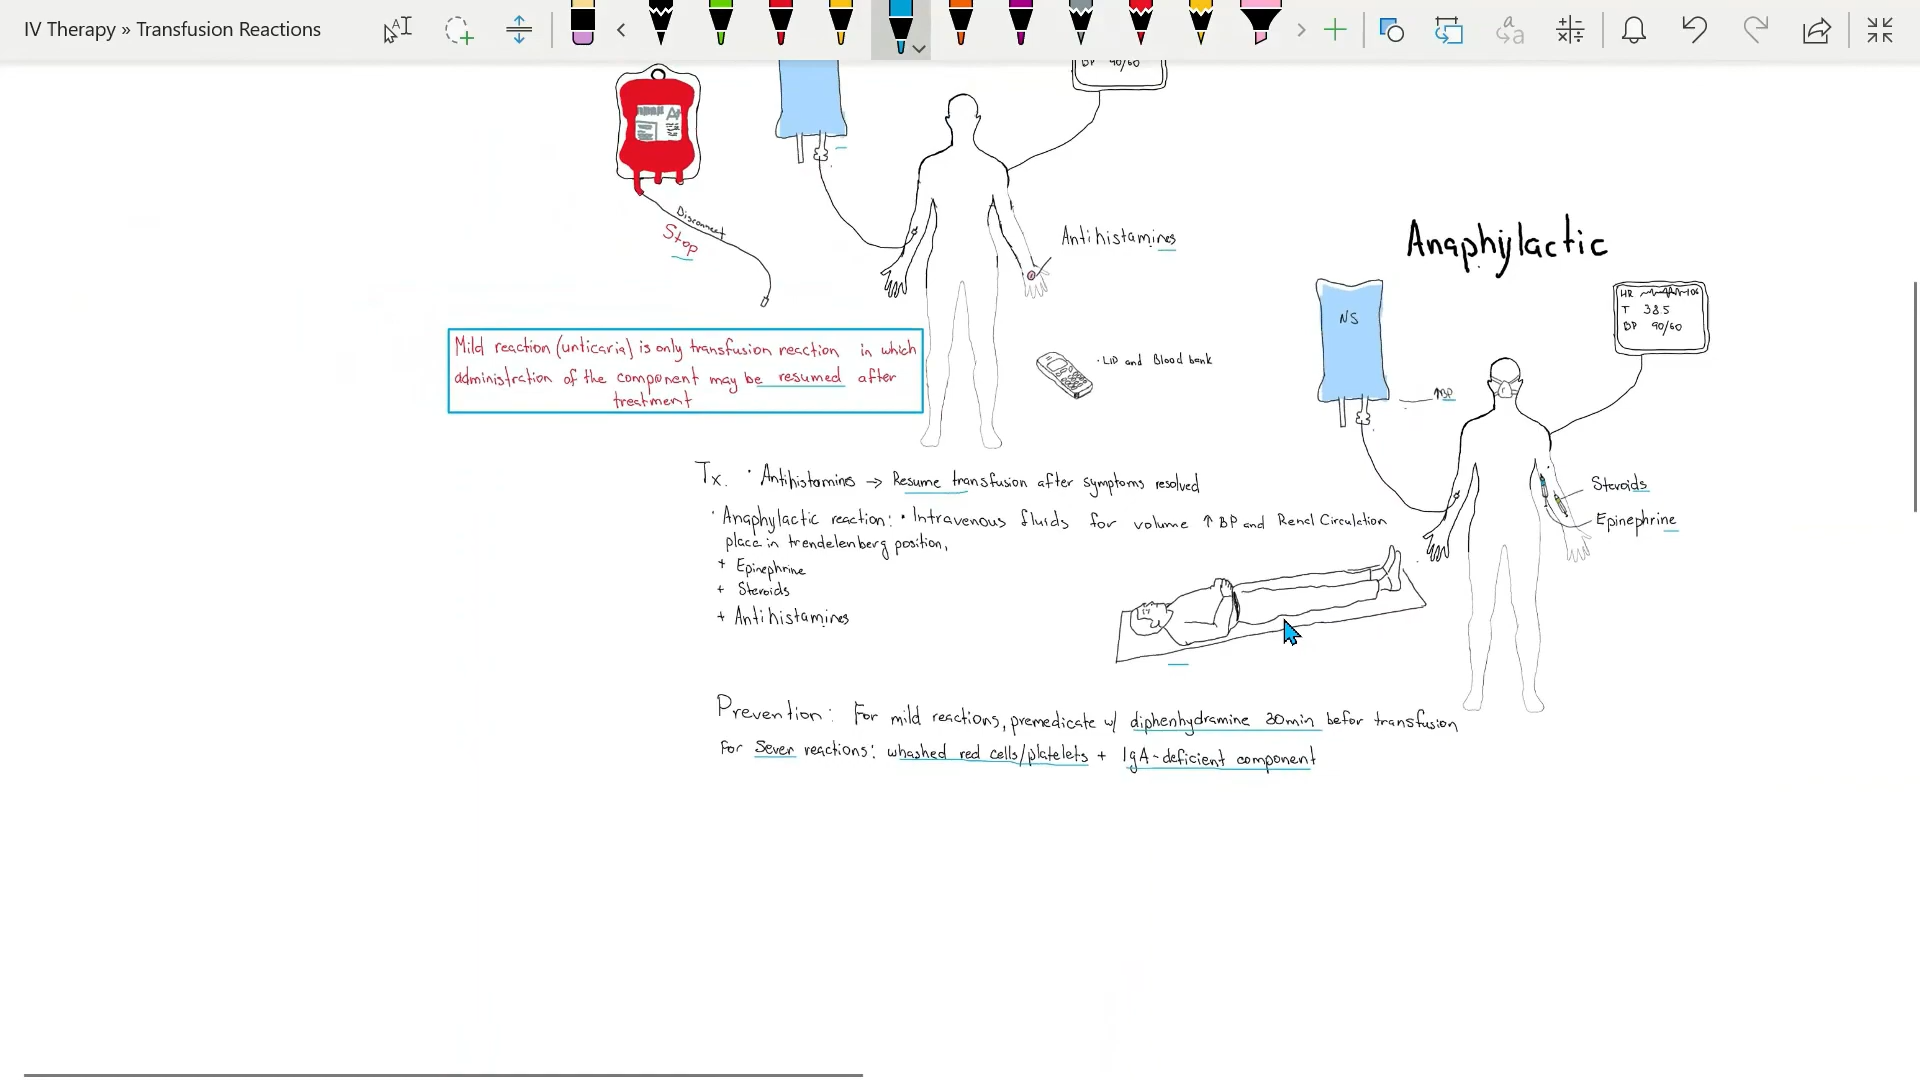 IV Therapy » Transfusion Reactions
BP 90/60
A+
Disconnect
Stop
Antihistamines
Anaphylactic
NS
HR 106
T 38.5
BP 90/60
Mild reaction (urticaria) is only transfusion reaction in which
administration of the component may be resumed after
treatment
• LID and Blood bank
↑BP
Steroids
Epinephrine
Tx. • Antihistamines → Resume transfusion after symptoms resolved
• Anaphylactic reaction: • Intravenous fluids for volume ↑ BP and Renal Circulation
place in trendelenberg position,
+ Epinephrine
+ Steroids
+ Antihistamines
Prevention: For mild reactions, premedicate w/ diphenhydramine 30min befor transfusion
For Sever reactions: whashed red cells/platelets + IgA-deficient component